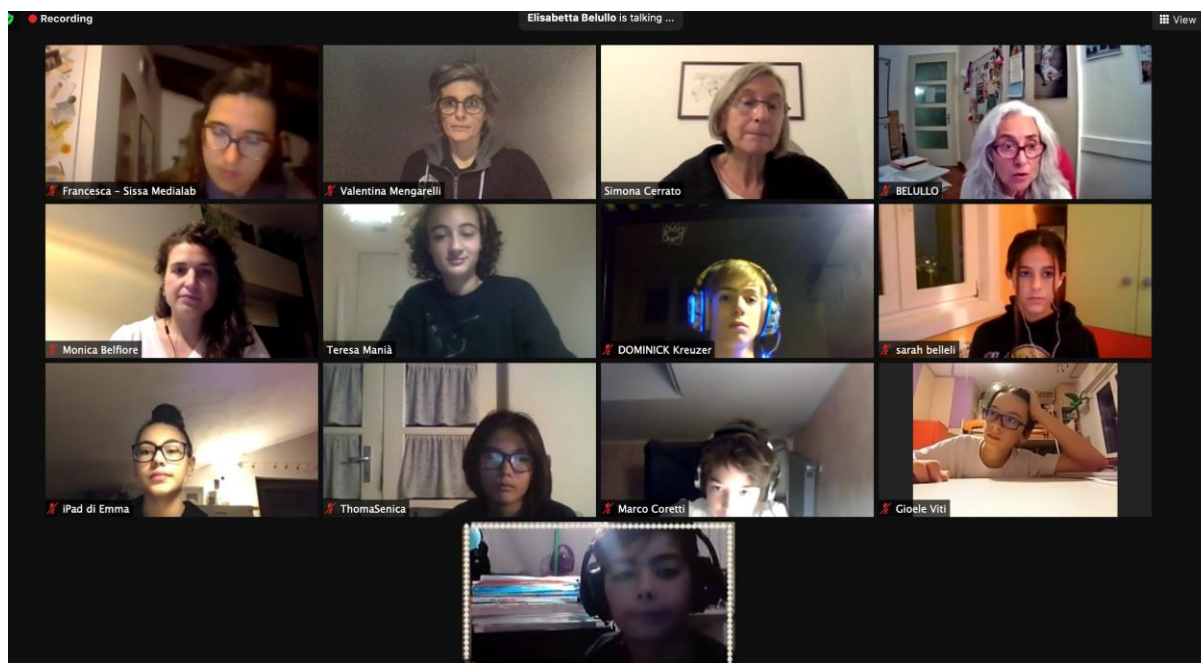 Recording
Elisabetta Belullo is talking ...
View
Francesca – Sissa Medialab
Valentina Mengarelli
Simona Cerrato
BELULLO
Monica Belfiore
Teresa Manià
DOMINICK Kreuzer
sarah belleli
iPad di Emma
ThomaSenica
Marco Coretti
Gioele Viti